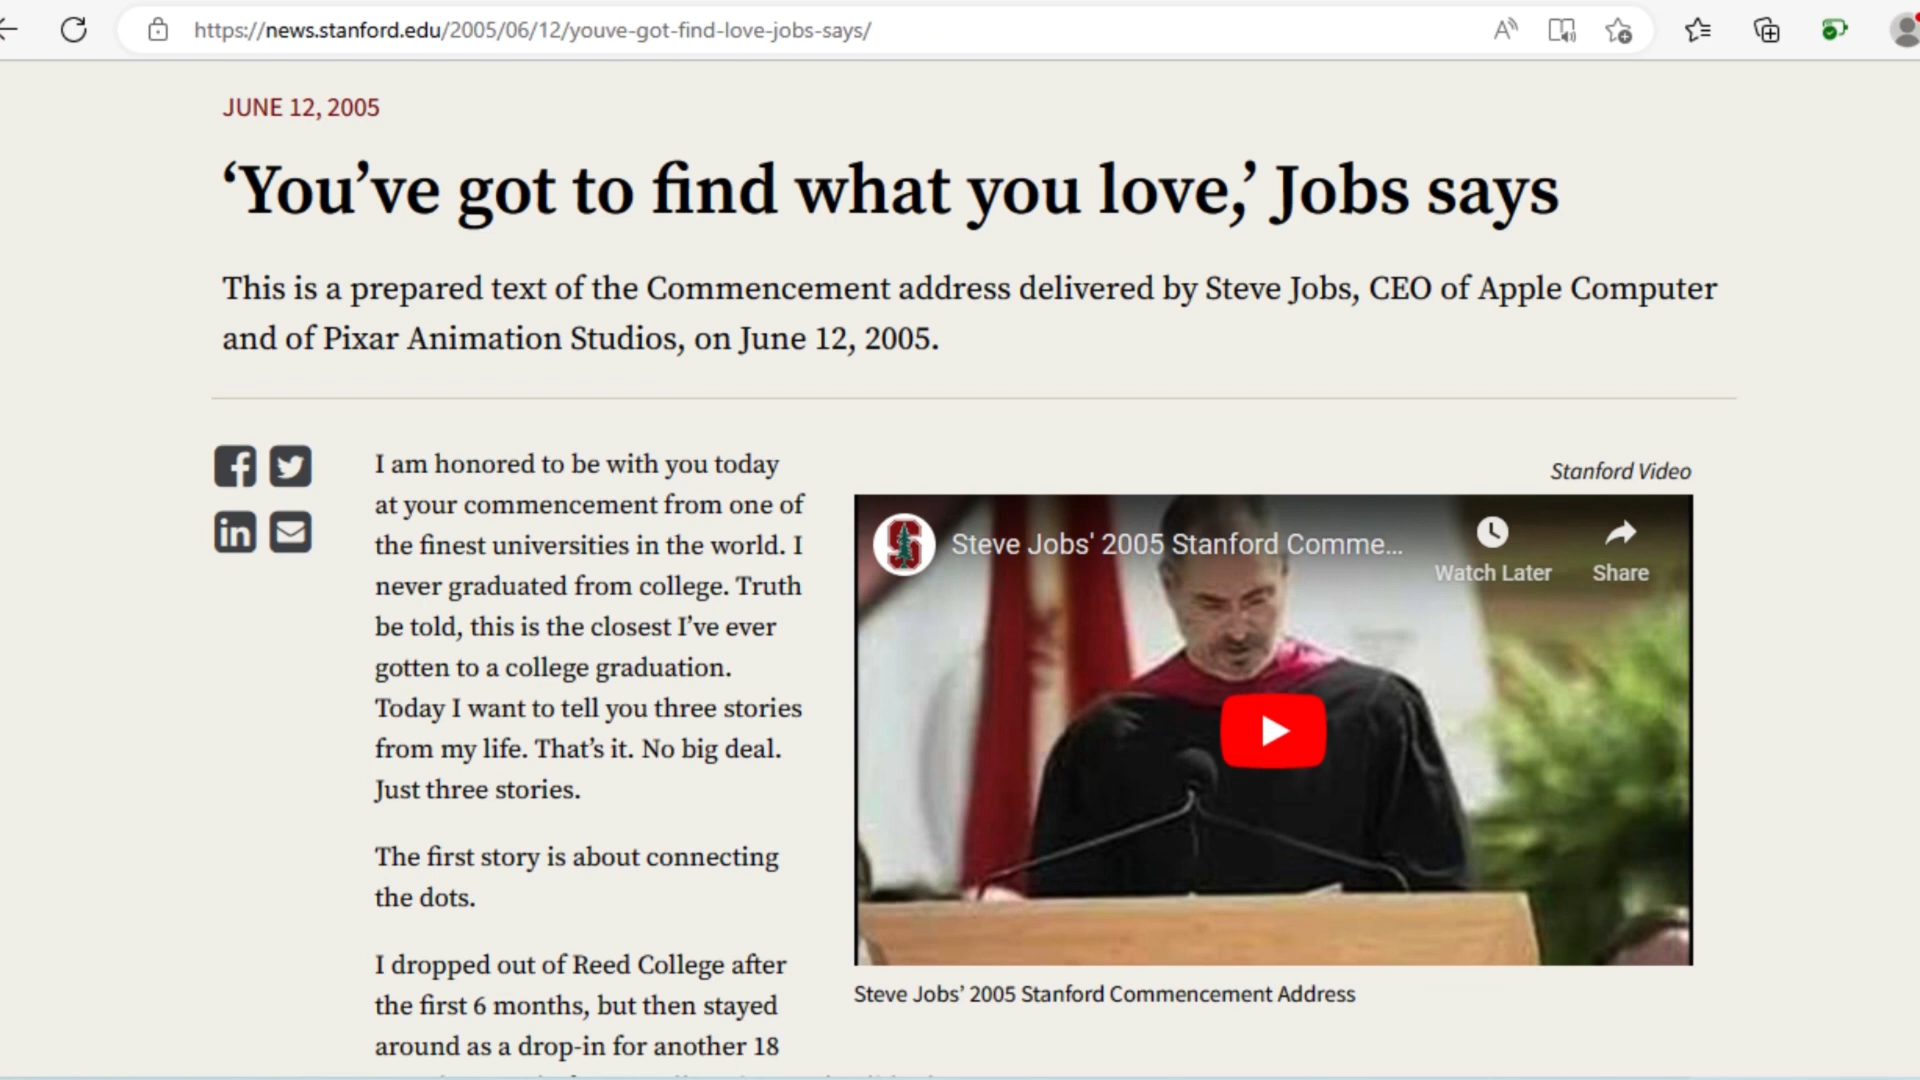 https://news.stanford.edu/2005/06/12/youve-got-find-love-jobs-says/
JUNE 12, 2005
‘You’ve got to find what you love,’ Jobs says
This is a prepared text of the Commencement address delivered by Steve Jobs, CEO of Apple Computer
and of Pixar Animation Studios, on June 12, 2005.
I am honored to be with you today
at your commencement from one of
the finest universities in the world. I
never graduated from college. Truth
be told, this is the closest I’ve ever
gotten to a college graduation.
Today I want to tell you three stories
from my life. That’s it. No big deal.
Just three stories.
The first story is about connecting
the dots.
I dropped out of Reed College after
the first 6 months, but then stayed
around as a drop-in for another 18
Stanford Video
Steve Jobs' 2005 Stanford Comme...
Watch Later
Share
Steve Jobs’ 2005 Stanford Commencement Address